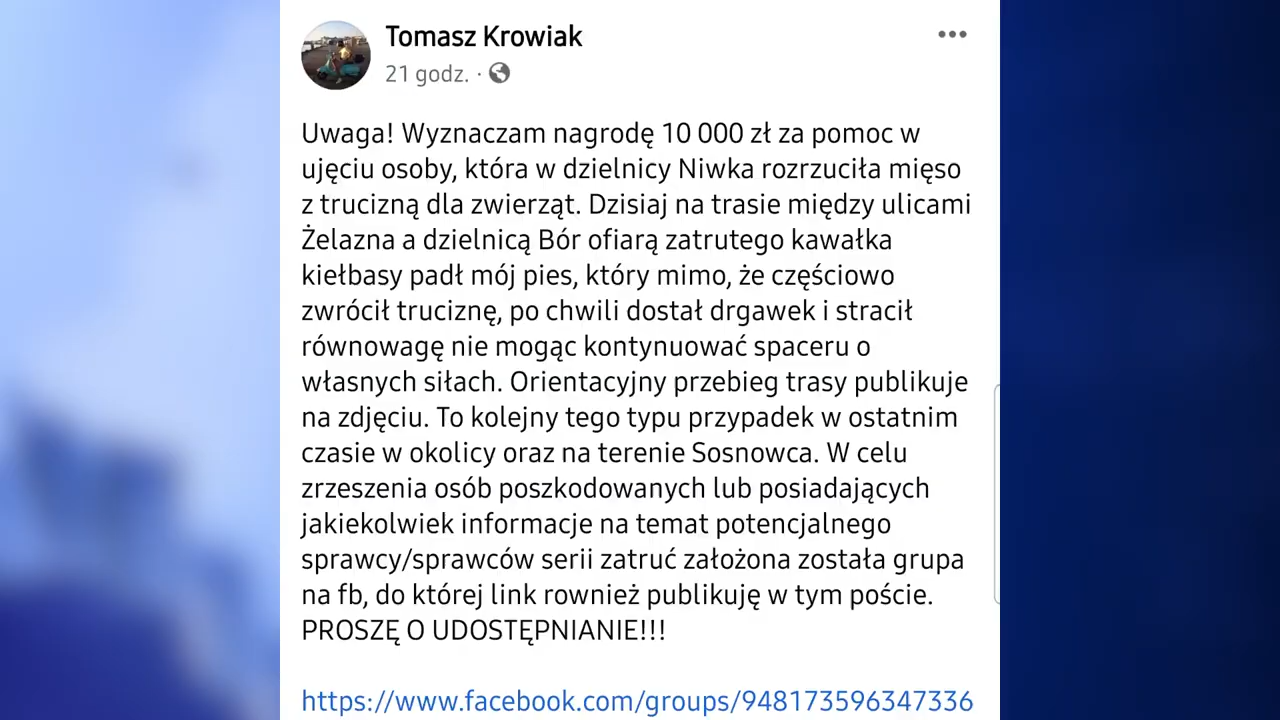 Tomasz Krowiak
21 godz. ·
Uwaga! Wyznaczam nagrodę 10 000 zł za pomoc w
ujęciu osoby, która w dzielnicy Niwka rozrzuciła mięso
z trucizną dla zwierząt. Dzisiaj na trasie między ulicami
Żelazna a dzielnicą Bór ofiarą zatrutego kawałka
kiełbasy padł mój pies, który mimo, że częściowo
zwrócił truciznę, po chwili dostał drgawek i stracił
równowagę nie mogąc kontynuować spaceru o
własnych siłach. Orientacyjny przebieg trasy publikuje
na zdjęciu. To kolejny tego typu przypadek w ostatnim
czasie w okolicy oraz na terenie Sosnowca. W celu
zrzeszenia osób poszkodowanych lub posiadających
jakiekolwiek informacje na temat potencjalnego
sprawcy/sprawców serii zatruć założona została grupa
na fb, do której link rownież publikuję w tym poście.
PROSZĘ O UDOSTĘPNIANIE!!!
https://www.facebook.com/groups/948173596347336